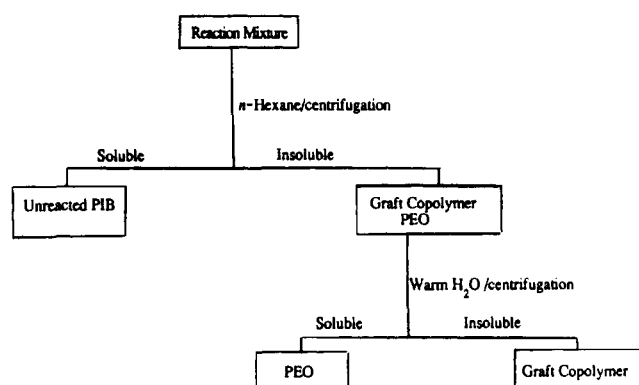 Reaction Mixture
n-Hexane/centrifugation
Soluble
Insoluble
Unreacted PIB
Graft Copolymer
PEO
Warm H₂O /centrifugation
Soluble
Insoluble
PEO
Graft Copolymer